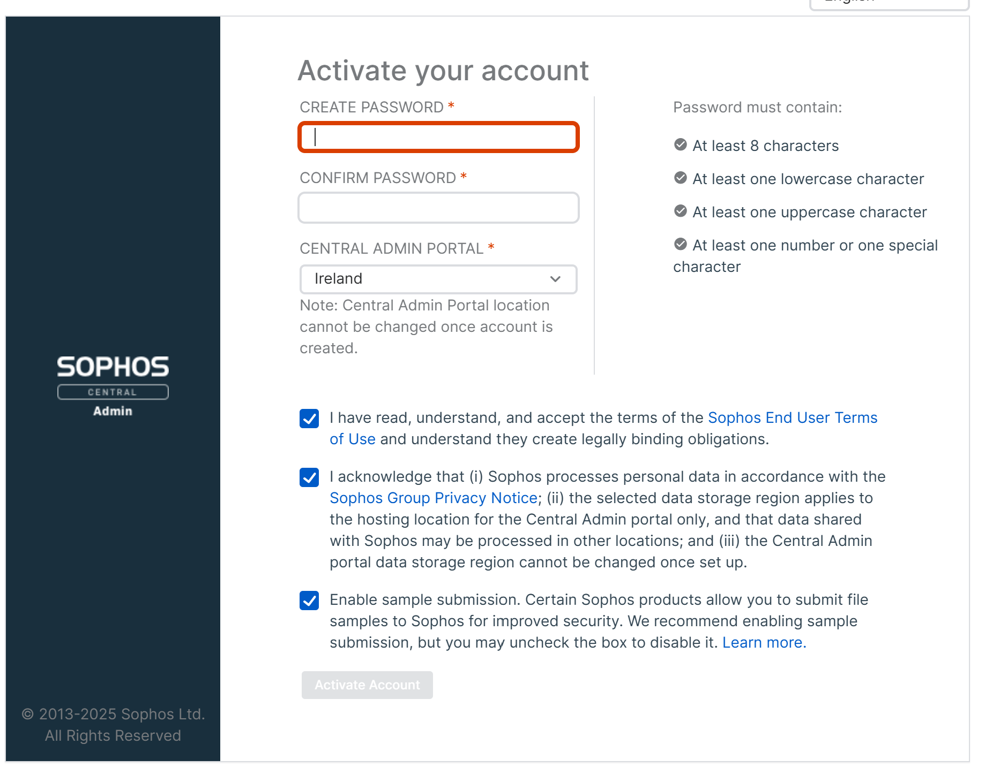 English
Activate your account
CREATE PASSWORD *
CONFIRM PASSWORD *
CENTRAL ADMIN PORTAL *
Ireland
Note: Central Admin Portal location
cannot be changed once account is
created.
Password must contain:
At least 8 characters
At least one lowercase character
At least one uppercase character
At least one number or one special
character
I have read, understand, and accept the terms of the Sophos End User Terms
of Use and understand they create legally binding obligations.
I acknowledge that (i) Sophos processes personal data in accordance with the
Sophos Group Privacy Notice; (ii) the selected data storage region applies to
the hosting location for the Central Admin portal only, and that data shared
with Sophos may be processed in other locations; and (iii) the Central Admin
portal data storage region cannot be changed once set up.
Enable sample submission. Certain Sophos products allow you to submit file
samples to Sophos for improved security. We recommend enabling sample
submission, but you may uncheck the box to disable it. Learn more.
Activate Account
SOPHOS
CENTRAL
Admin
© 2013-2025 Sophos Ltd.
All Rights Reserved